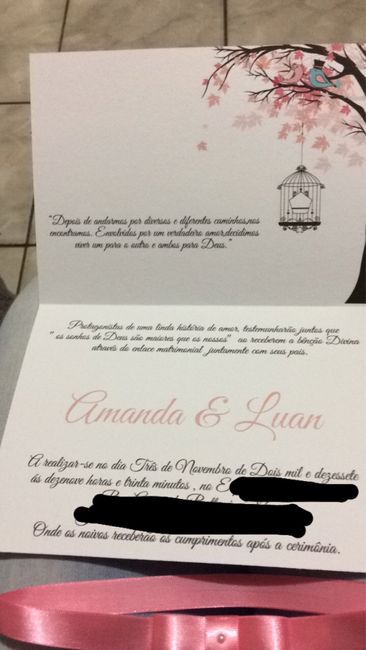 "Depois de andarmos por diversos e diferentes caminhos,nos
encontramos. Envolvidos por um verdadeiro amor,decidimos
viver um para o outro e ambos para Deus."
Protagonistas de uma linda história de amor, testemunharão juntos que
" os sonhos de Deus são maiores que os nossos" ao receberem a bênção Divina
através do enlace matrimonial juntamente com seus pais.
Amanda & Luan
A realizar-se no dia Três de Novembro de Dois mil e dezessete
ás dezenove horas e trinta minutos , no E
Onde os noivos receberão os cumprimentos após a cerimônia.